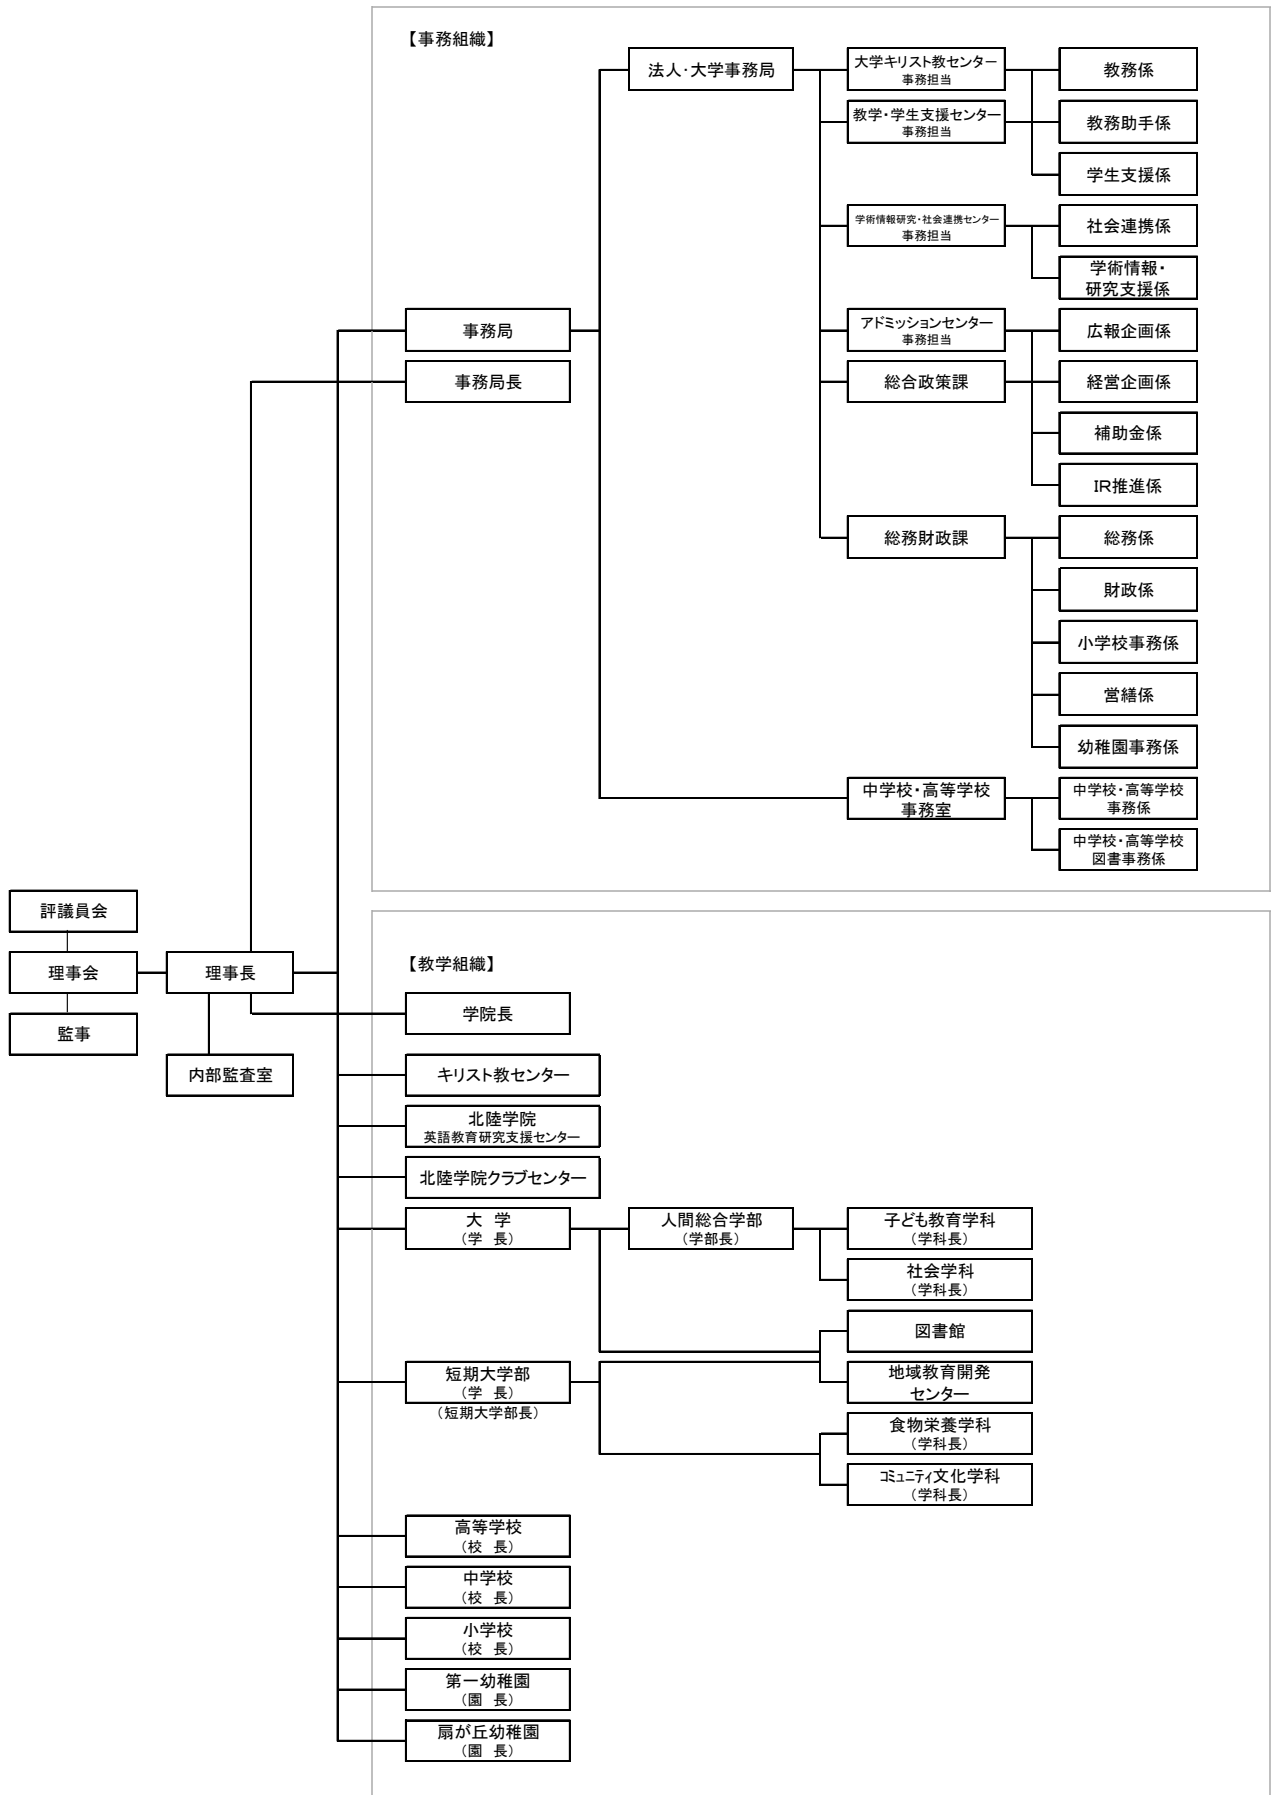 【事務組織】
法人・大学事務局
大学キリスト教センター
事務担当
教務係
教学・学生支援センター
事務担当
教務助手係
学生支援係
学術情報研究・社会連携センター
事務担当
社会連携係
学術情報・
研究支援係
事務局
アドミッションセンター
事務担当
広報企画係
事務局長
総合政策課
経営企画係
補助金係
IR推進係
総務財政課
総務係
財政係
小学校事務係
営繕係
幼稚園事務係
中学校・高等学校
事務室
中学校・高等学校
事務係
中学校・高等学校
図書事務係
評議員会
理事会
理事長
監事
内部監査室
【教学組織】
学院長
キリスト教センター
北陸学院
英語教育研究支援センター
北陸学院クラブセンター
大 学
（学 長）
人間総合学部
（学部長）
子ども教育学科
（学科長）
社会学科
（学科長）
図書館
短期大学部
（学 長）
（短期大学部長）
地域教育開発
センター
食物栄養学科
（学科長）
コミュニティ文化学科
（学科長）
高等学校
（校 長）
中学校
（校 長）
小学校
（校 長）
第一幼稚園
（園 長）
扇が丘幼稚園
（園 長）